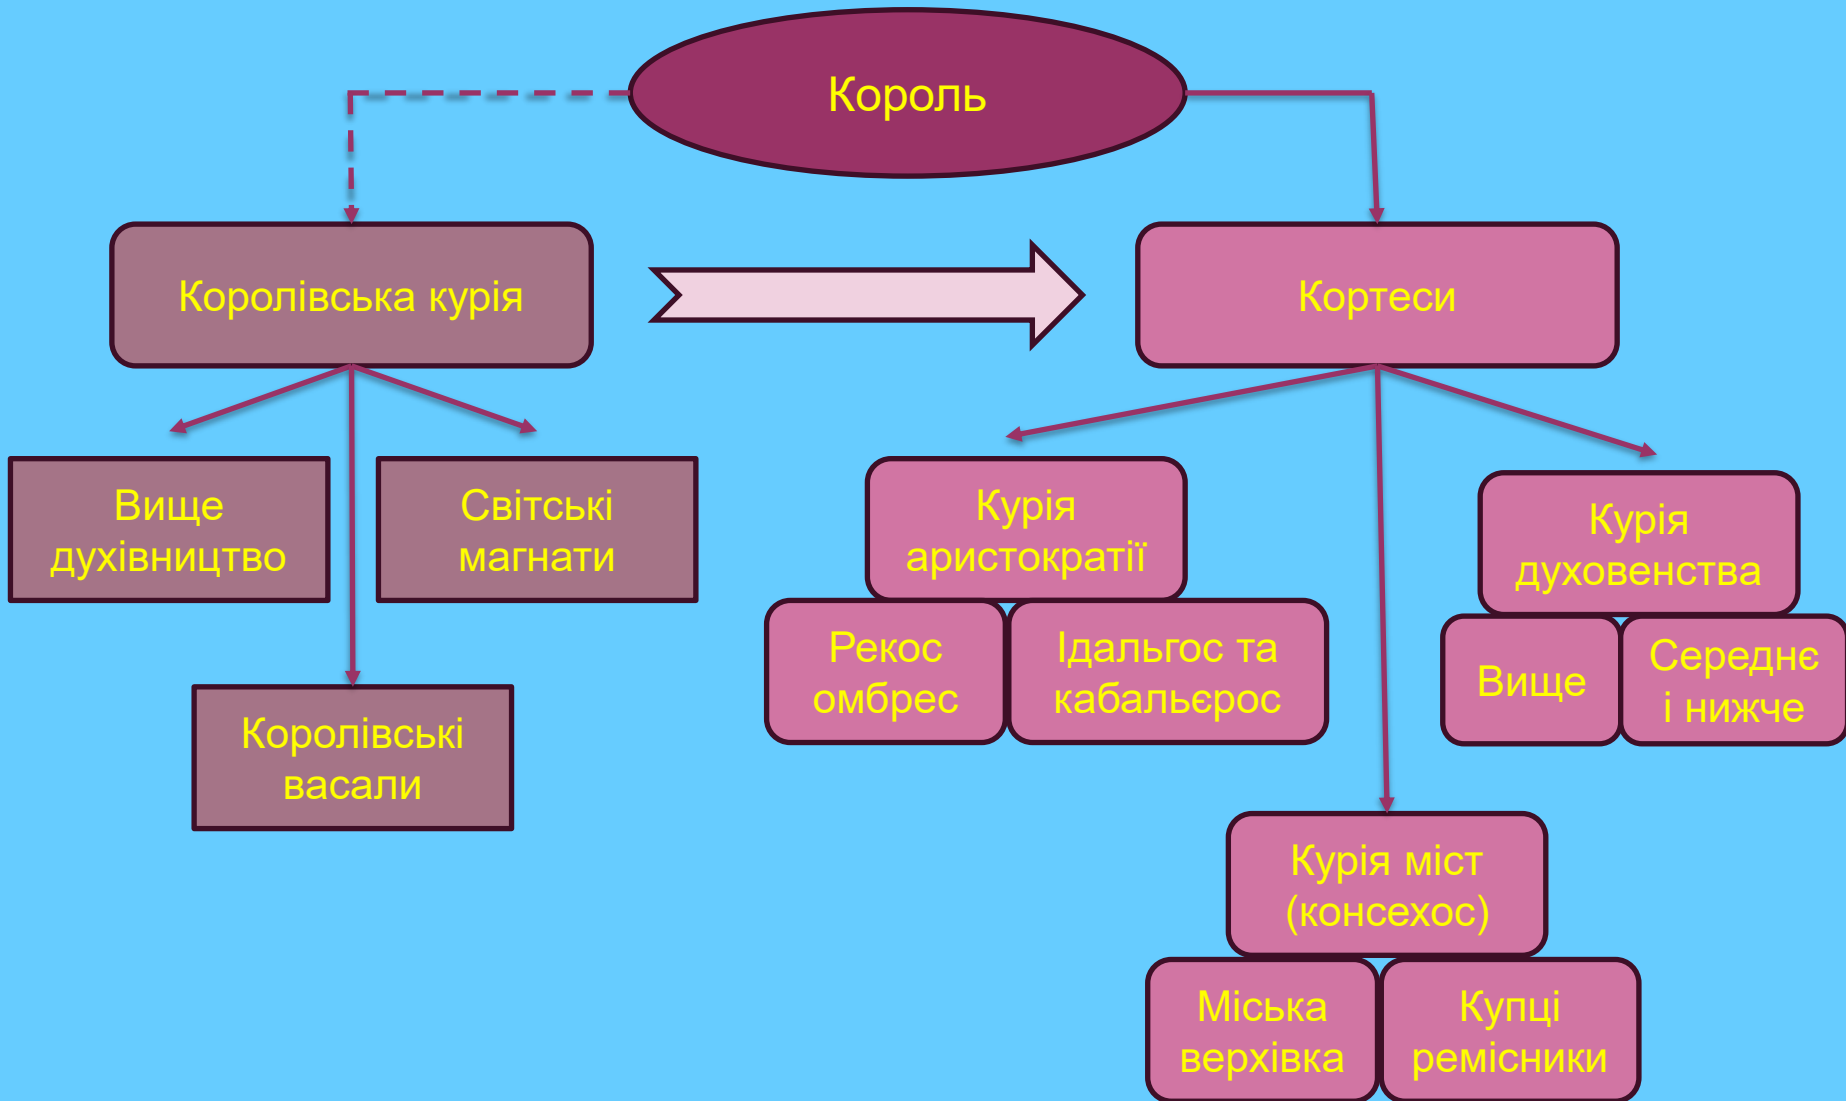 Король
Королівська курія
Кортеси
Вище
духівництво
Світські
магнати
Королівські
васали
Курія
аристократії
Рекос
омбрес
Ідальгос та
кабальєрос
Курія
духовенства
Вище
Середнє
і нижче
Курія міст
(консехос)
Міська
верхівка
Купці
ремісники